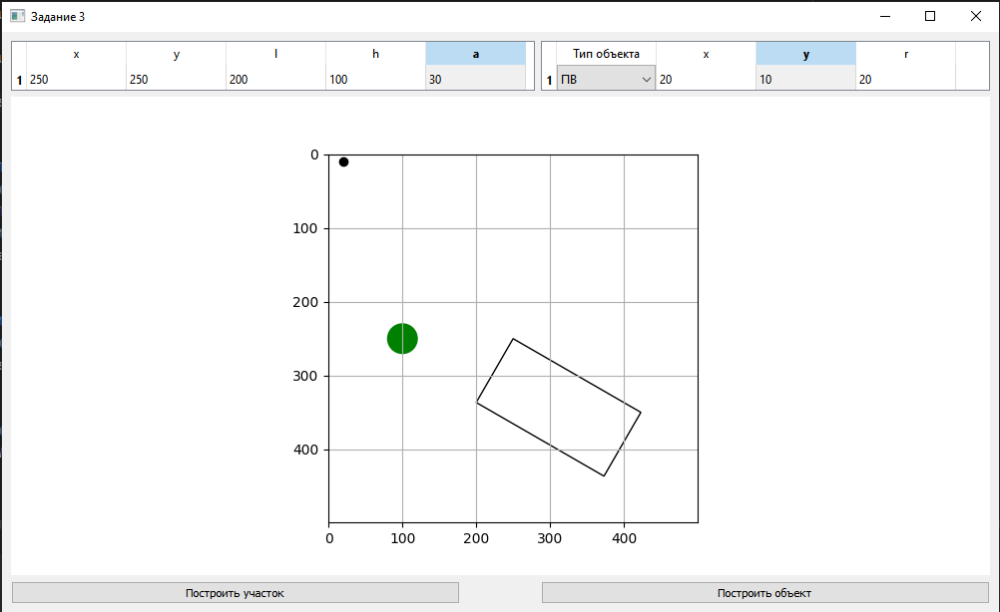 Задание 3
x y l h a
1 250 250 200 100 30
Тип объекта x y r
1 ПВ 20 10 20
0
100
200
300
400
0 100 200 300 400
Построить участок
Построить объект